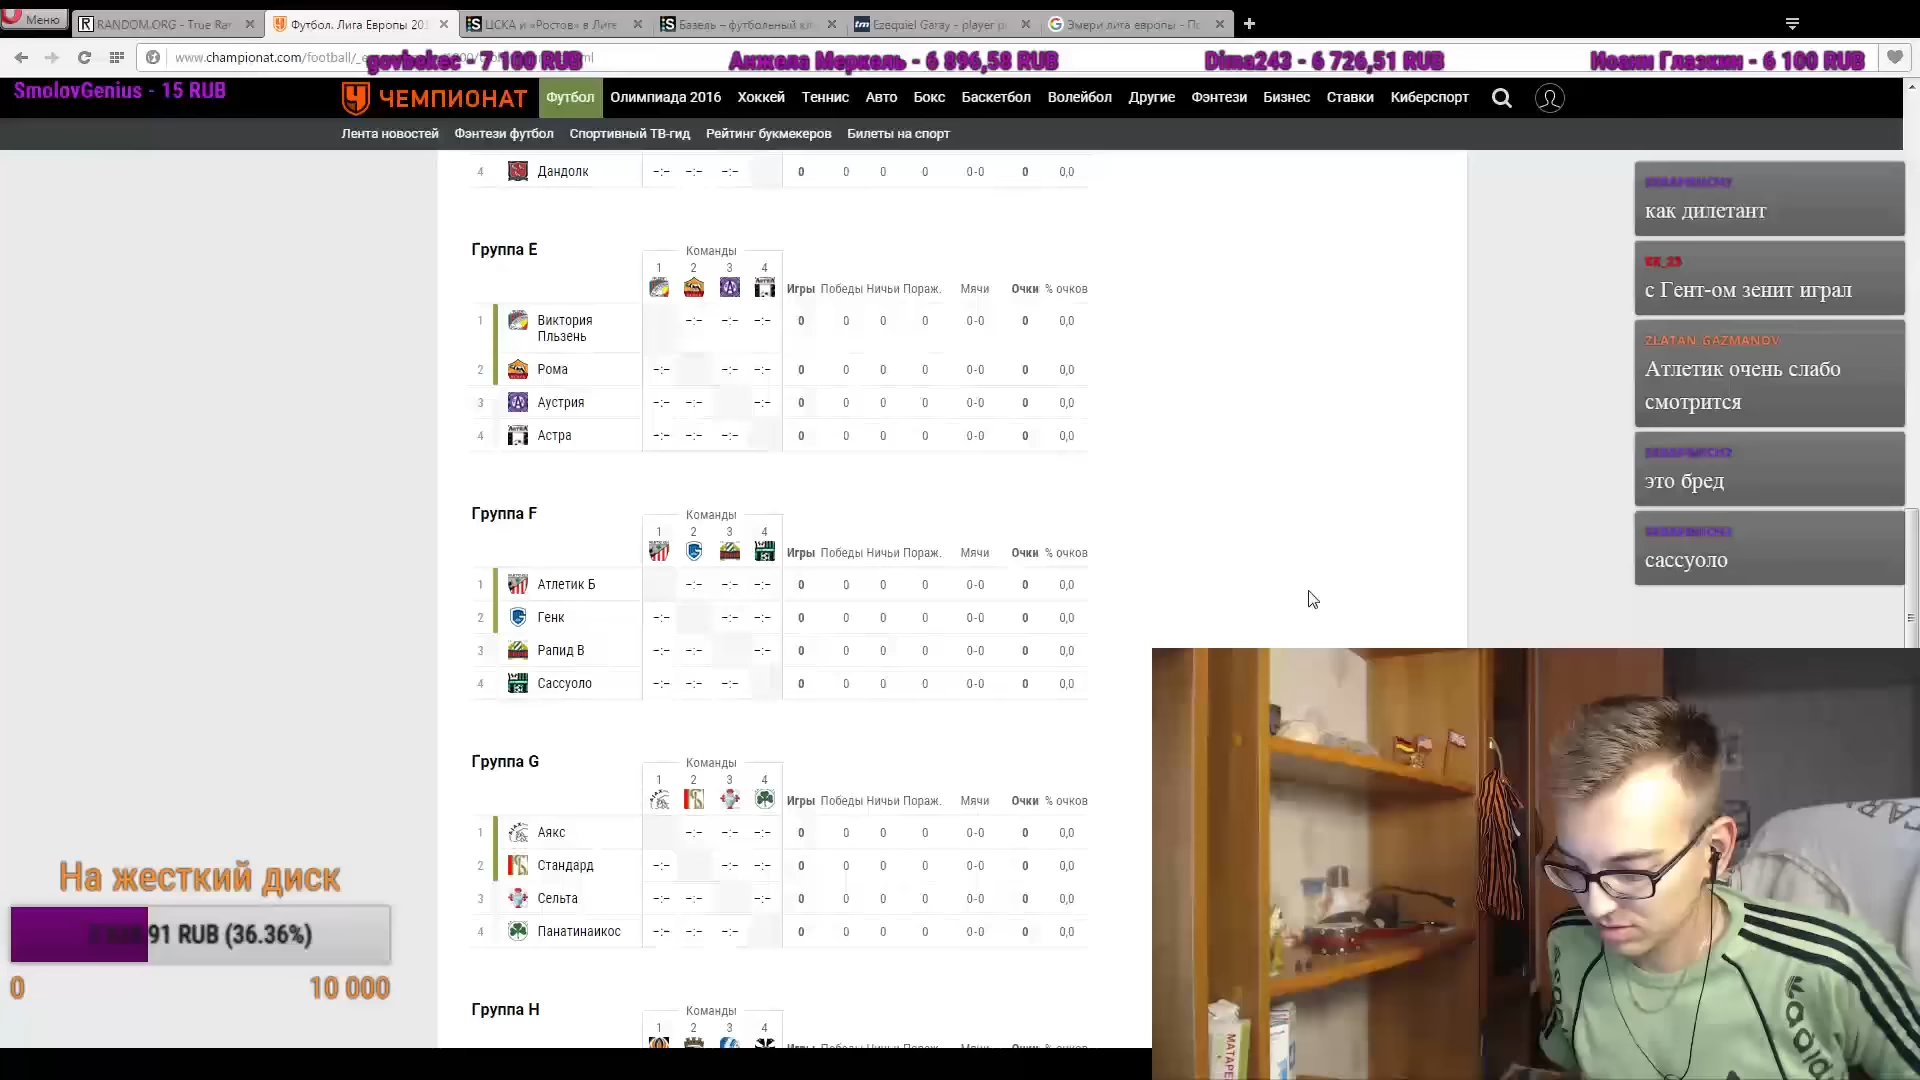 Меню
RANDOM.ORG - True Ran
Футбол. Лига Европы 201
ЦСКА и «Ростов» в Лиге
Базель – футбольный кл
Ezequiel Garay - player p
Эмери лига европы - По
www.championat.com/football/_e
govbokec - 7 100 RUB
Анжела Меркель - 6 896,58 RUB
Dima243 - 6 726,51 RUB
Иоанн Глазкин - 6 100 RUB
SmolovGenius - 15 RUB
ЧЕМПИОНАТ
Футбол Олимпиада 2016 Хоккей Теннис Авто Бокс Баскетбол Волейбол Другие Фэнтези Бизнес Ставки Киберспорт
Лента новостей Фэнтези футбол Спортивный ТВ-гид Рейтинг букмекеров Билеты на спорт
4 Дандолк –:– –:– –:– 0 0 0 0 0-0 0 0,0
Группа E
Команды
1 2 3 4
Игры Победы Ничьи Пораж. Мячи Очки % очков
1 Виктория Пльзень –:– –:– –:– 0 0 0 0 0-0 0 0,0
2 Рома –:– –:– –:– 0 0 0 0 0-0 0 0,0
3 Аустрия –:– –:– –:– 0 0 0 0 0-0 0 0,0
4 Астра –:– –:– –:– 0 0 0 0 0-0 0 0,0
Группа F
Команды
1 2 3 4
Игры Победы Ничьи Пораж. Мячи Очки % очков
1 Атлетик Б –:– –:– –:– 0 0 0 0 0-0 0 0,0
2 Генк –:– –:– –:– 0 0 0 0 0-0 0 0,0
3 Рапид В –:– –:– –:– 0 0 0 0 0-0 0 0,0
4 Сассуоло –:– –:– –:– 0 0 0 0 0-0 0 0,0
Группа G
Команды
1 2 3 4
Игры Победы Ничьи Пораж. Мячи Очки % очков
1 Аякс –:– –:– –:– 0 0 0 0 0-0 0 0,0
2 Стандард –:– –:– –:– 0 0 0 0 0-0 0 0,0
3 Сельта –:– –:– –:– 0 0 0 0 0-0 0 0,0
4 Панатинаикос –:– –:– –:– 0 0 0 0 0-0 0 0,0
Группа H
Команды
1 2 3 4
Игры Победы Ничьи Пораж. Мячи Очки % очков
как дилетант
с Гент-ом зенит играл
ZLATAN_GAZMANOV
Атлетик очень слабо
смотрится
это бред
сассуоло
На жесткий диск
91 RUB (36.36%)
0
10 000
adidas